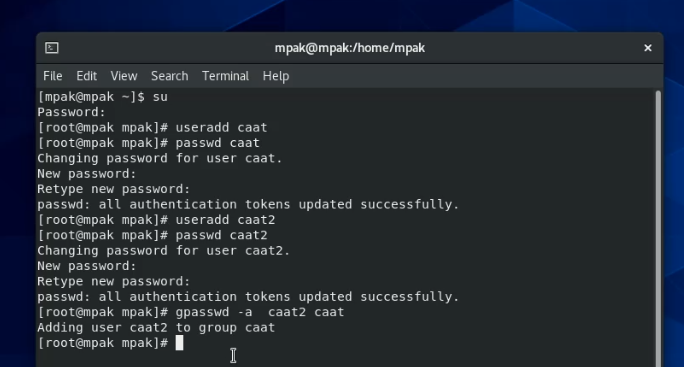 mpak@mpak:/home/mpak
×
File Edit View Search Terminal Help
[mpak@mpak ~]$ su
Password:
[root@mpak mpak]# useradd caat
[root@mpak mpak]# passwd caat
Changing password for user caat.
New password:
Retype new password:
passwd: all authentication tokens updated successfully.
[root@mpak mpak]# useradd caat2
[root@mpak mpak]# passwd caat2
Changing password for user caat2.
New password:
Retype new password:
passwd: all authentication tokens updated successfully.
[root@mpak mpak]# gpasswd -a  caat2 caat
Adding user caat2 to group caat
[root@mpak mpak]#